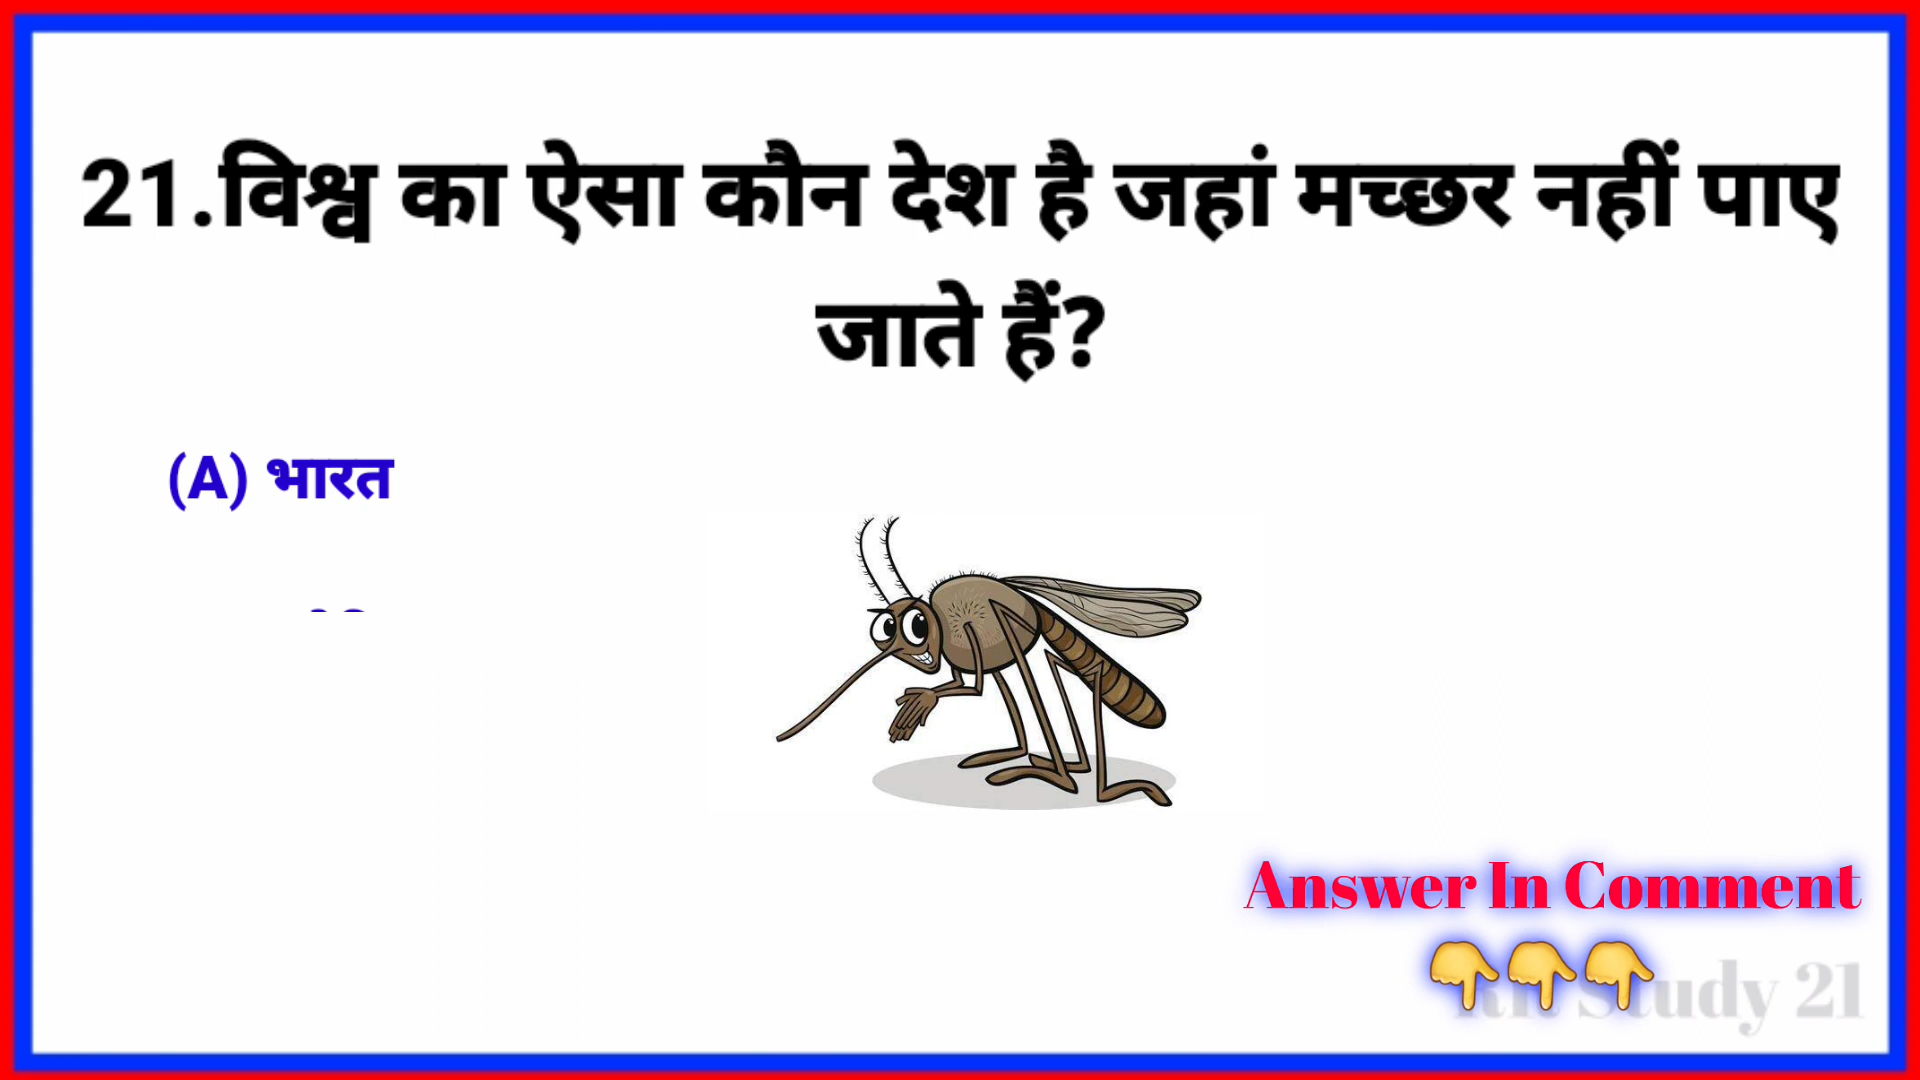 21.विश्व का ऐसा कौन देश है जहां मच्छर नहीं पाए
जाते हैं?
(A) भारत
Answer In Comment
Study 21